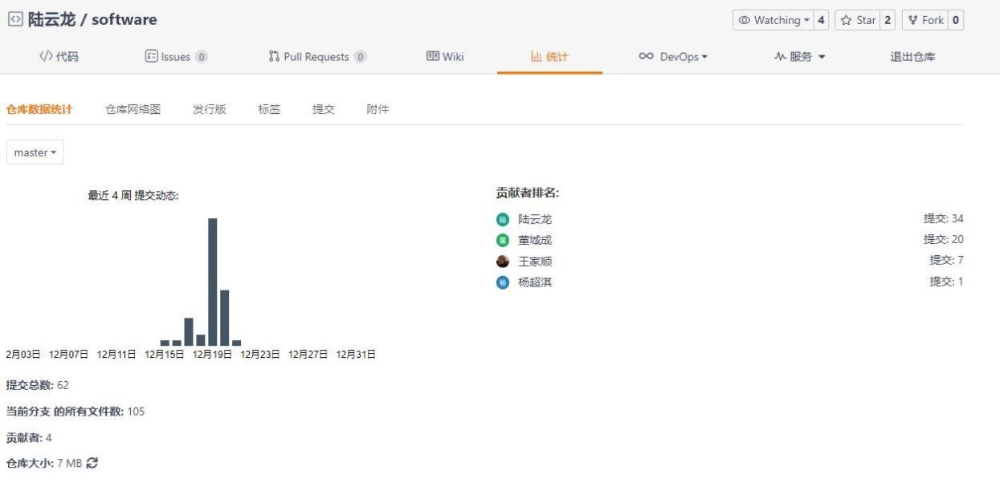 陆云龙 / software
Watching 4 Star 2 Fork 0
代码 Issues 0 Pull Requests 0 Wiki 统计 DevOps 服务 退出仓库
仓库数据统计 仓库网络图 发行版 标签 提交 附件
master
最近 4 周 提交动态:
2月03日 12月07日 12月11日 12月15日 12月19日 12月23日 12月27日 12月31日
提交总数: 62
当前分支 的所有文件数: 105
贡献者: 4
仓库大小: 7 MB
贡献者排名:
陆 陆云龙 提交: 34
董 董城成 提交: 20
王家顺 提交: 7
杨 杨超淇 提交: 1